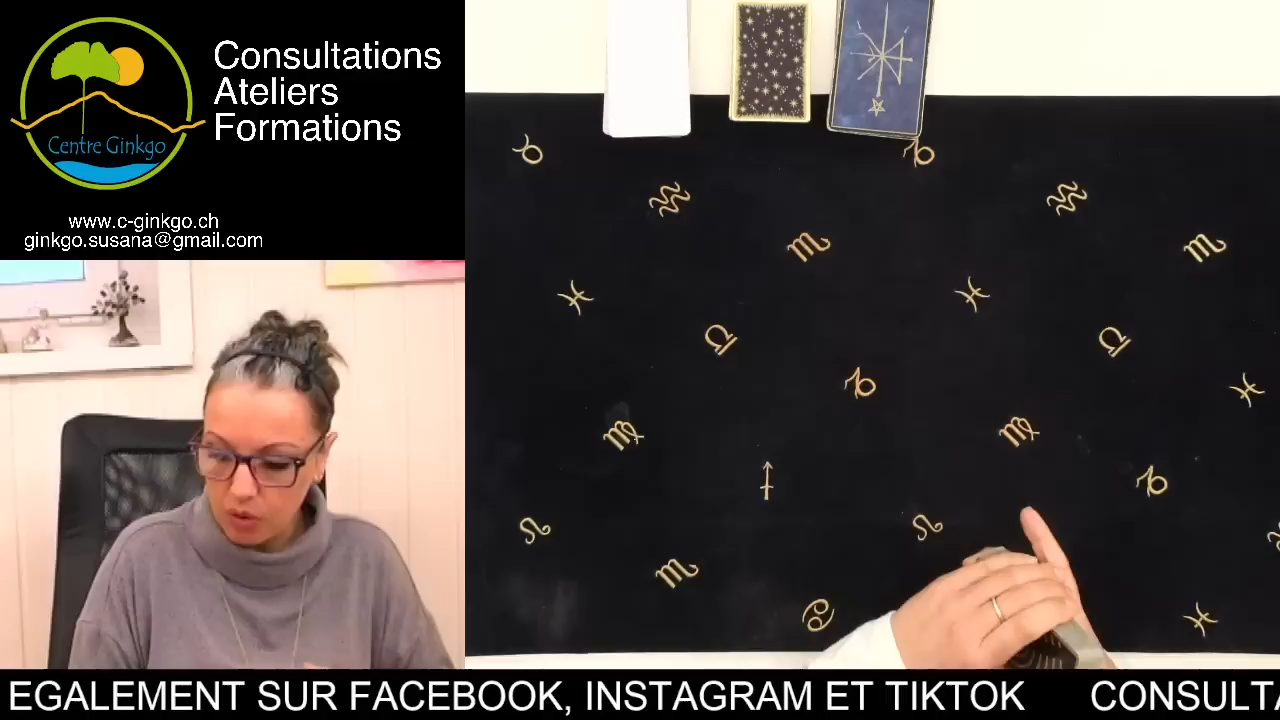 Consultations
Ateliers
Formations
Centre Ginkgo
www.c-ginkgo.ch
ginkgo.susana@gmail.com
EGALEMENT SUR FACEBOOK, INSTAGRAM ET TIKTOK CONSULTA